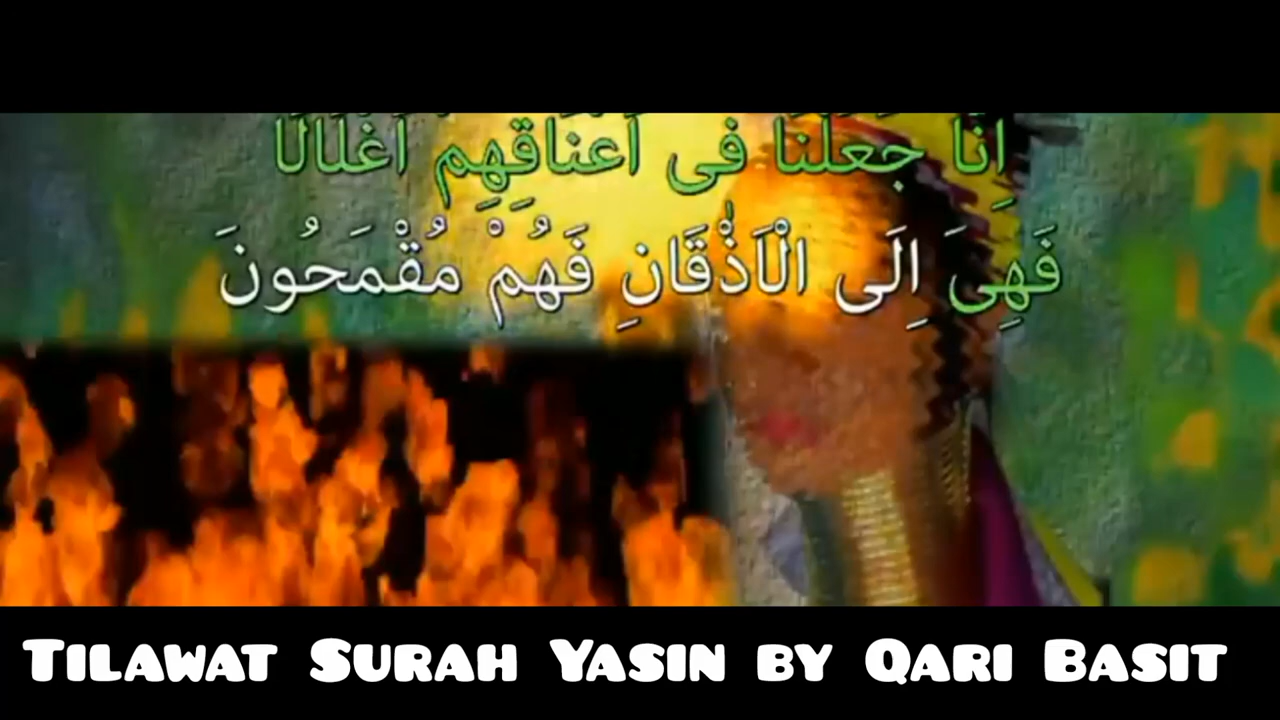 اِنَّا جَعَلْنَا فِى اَعْنَاقِهِمْ اَغْلَالًا
فَهِىَ اِلَى الْاَذْقَانِ فَهُمْ مُقْمَحُونَ
Tilawat Surah Yasin by Qari Basit